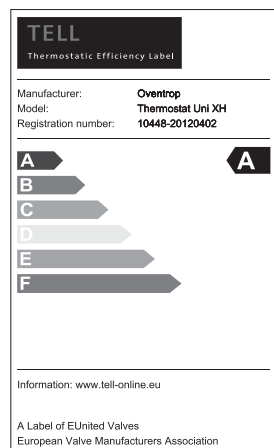 TELL
Thermostatic Efficiency Label
Manufacturer: Oventrop
Model: Thermostat Uni XH
Registration number: 10448-20120402
A A
B
C
D
E
F
Information: www.tell-online.eu
A Label of EUnited Valves
European Valve Manufacturers Association